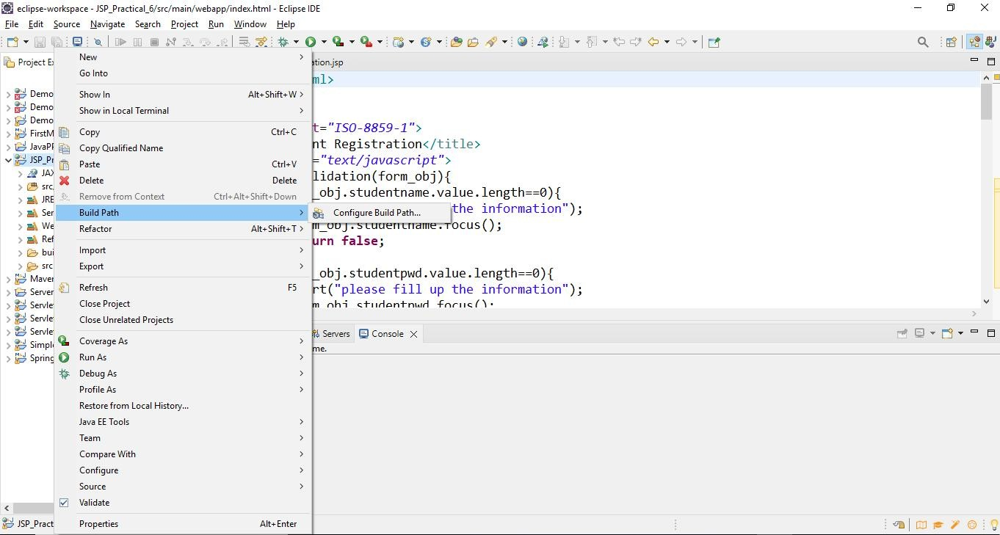 eclipse-workspace - JSP_Practical_6/src/main/webapp/index.html - Eclipse IDE
File Edit Source Navigate Search Project Run Window Help
Project Ex
ation.jsp
Demo
Demo
Demo
FirstM
JavaPF
JSP_Pr
JAX
src/
JRE
Ser
We
Ref
bui
src
Maver
Server
Servlet
Servlet
Servlet
Simple
Spring
New
Go Into
Show In Alt+Shift+W
Show in Local Terminal
Copy Ctrl+C
Copy Qualified Name
Paste Ctrl+V
Delete Delete
Remove from Context Ctrl+Alt+Shift+Down
Build Path
Refactor Alt+Shift+T
Import
Export
Refresh F5
Close Project
Close Unrelated Projects
Coverage As
Run As
Debug As
Profile As
Restore from Local History...
Java EE Tools
Team
Compare With
Configure
Source
Validate
Properties Alt+Enter
Configure Build Path...
ml>
t="ISO-8859-1">
nt Registration</title>
="text/javascript">
lidation(form_obj){
_obj.studentname.value.length==0){
the information");
m_obj.studentname.focus();
urn false;
_obj.studentpwd.value.length==0){
rt("please fill up the information");
m_obj.studentpwd.focus();
Servers Console
me.
JSP_Pract